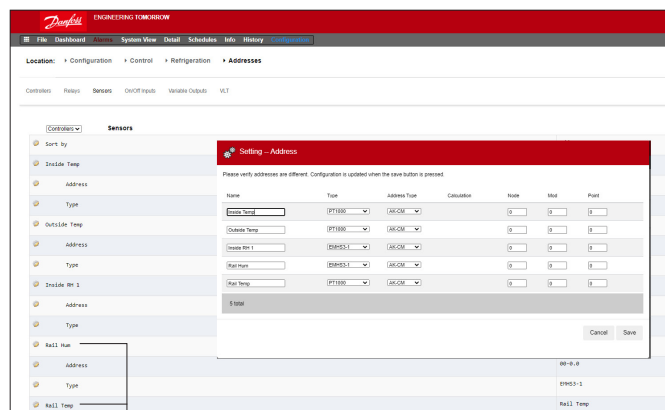 Danfoss ENGINEERING TOMORROW
File Dashboard Alarms System View Detail Schedules Info History Configuration
Location: Configuration Control Refrigeration Addresses
Controllers Relays Sensors On/Off Inputs Variable Outputs VLT
Controllers Sensors
Sort by
Inside Temp
Address
Type
Outside Temp
Address
Type
Inside RH 1
Address
Type
Rail Hum
Address 00-0.0
Type EMHS3-1
Rail Temp Rail Temp
Setting -- Address
Please verify addresses are different. Configuration is updated when the save button is pressed.
Name Type Address Type Calculation Node Mod Point
Inside Temp PT1000 AK-CM 0 0 0
Outside Temp PT1000 AK-CM 0 0 0
Inside RH 1 EMHS3-1 AK-CM 0 0 0
Rail Hum EMHS3-1 AK-CM 0 0 0
Rail Temp PT1000 AK-CM 0 0 0
5 total
Cancel Save